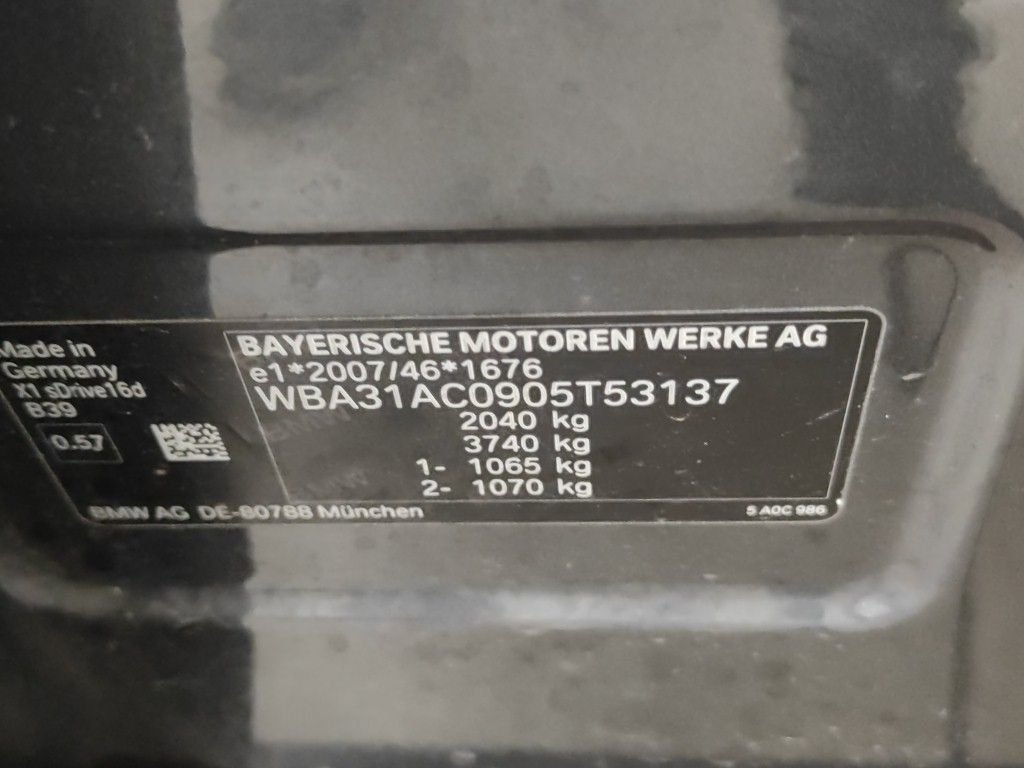 Made in
Germany
X1 sDrive16d
B39
0.57
BAYERISCHE MOTOREN WERKE AG
e1*2007/46*1676
WBA31AC0905T53137
2040 kg
3740 kg
1- 1065 kg
2- 1070 kg
BMW AG DE-80788 München
5 A0C 986